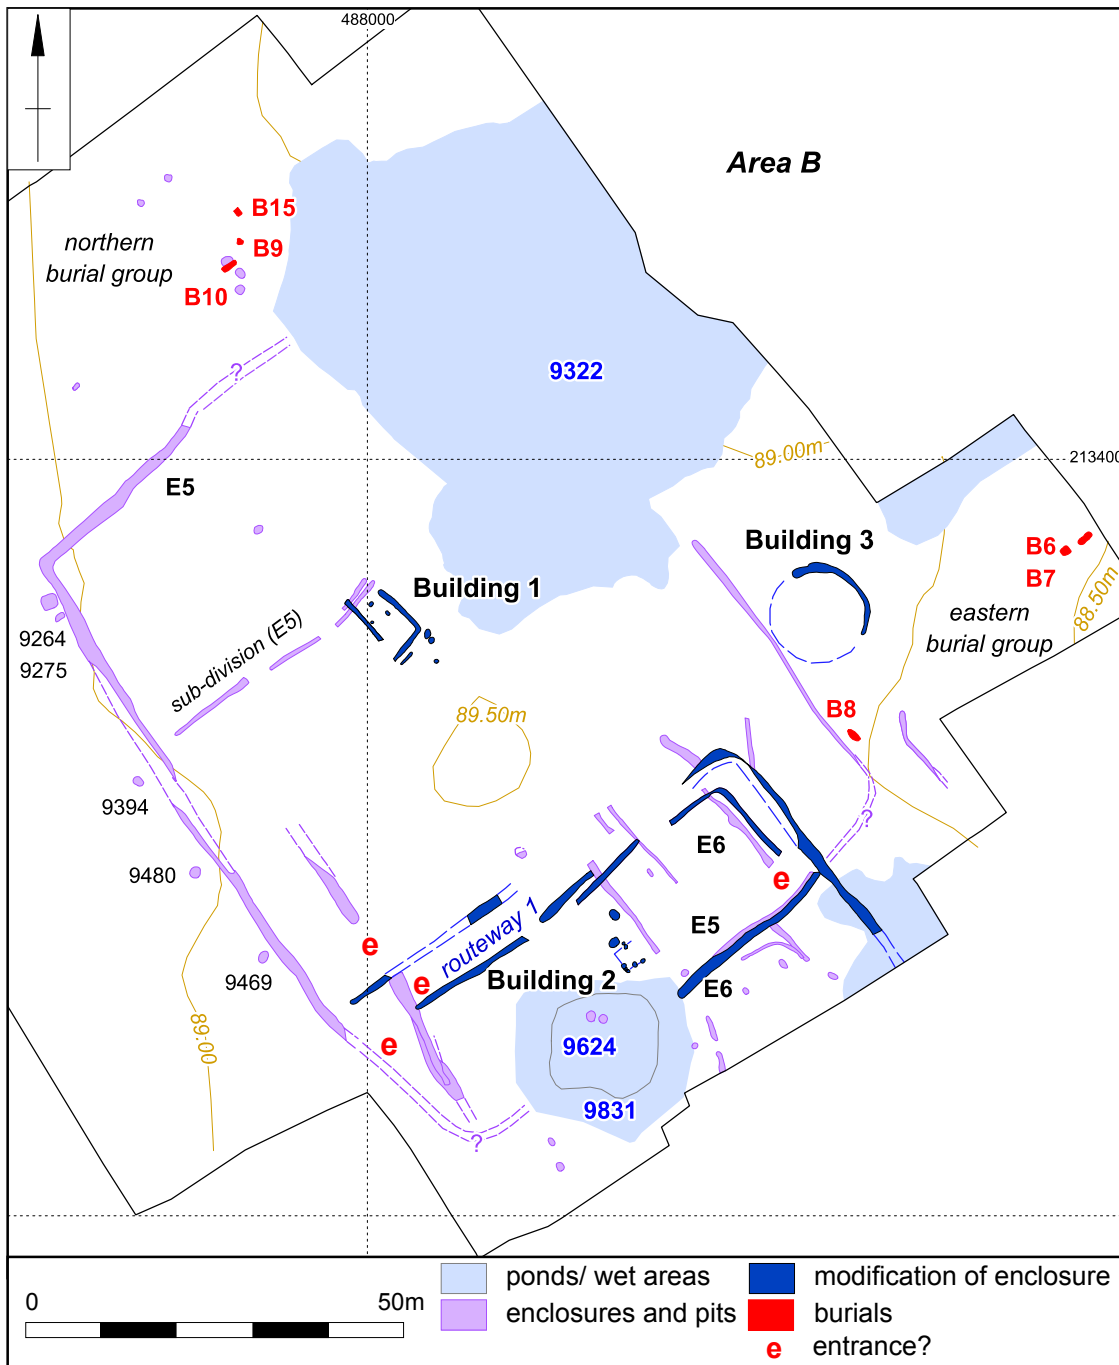 488000
Area B
B15
northern
burial group
B9
B10
9322
?
89.00m
213400
E5
Building 3
B6
B7
88.50m
eastern
burial group
Building 1
9264
9275
sub-division (E5)
89.50m
B8
9394
?
E6
9480
e
E5
routeway 1
e
e
Building 2
E6
9469
89.00
e
9624
9831
?
0
50m
ponds/ wet areas
enclosures and pits
modification of enclosure
burials
e entrance?